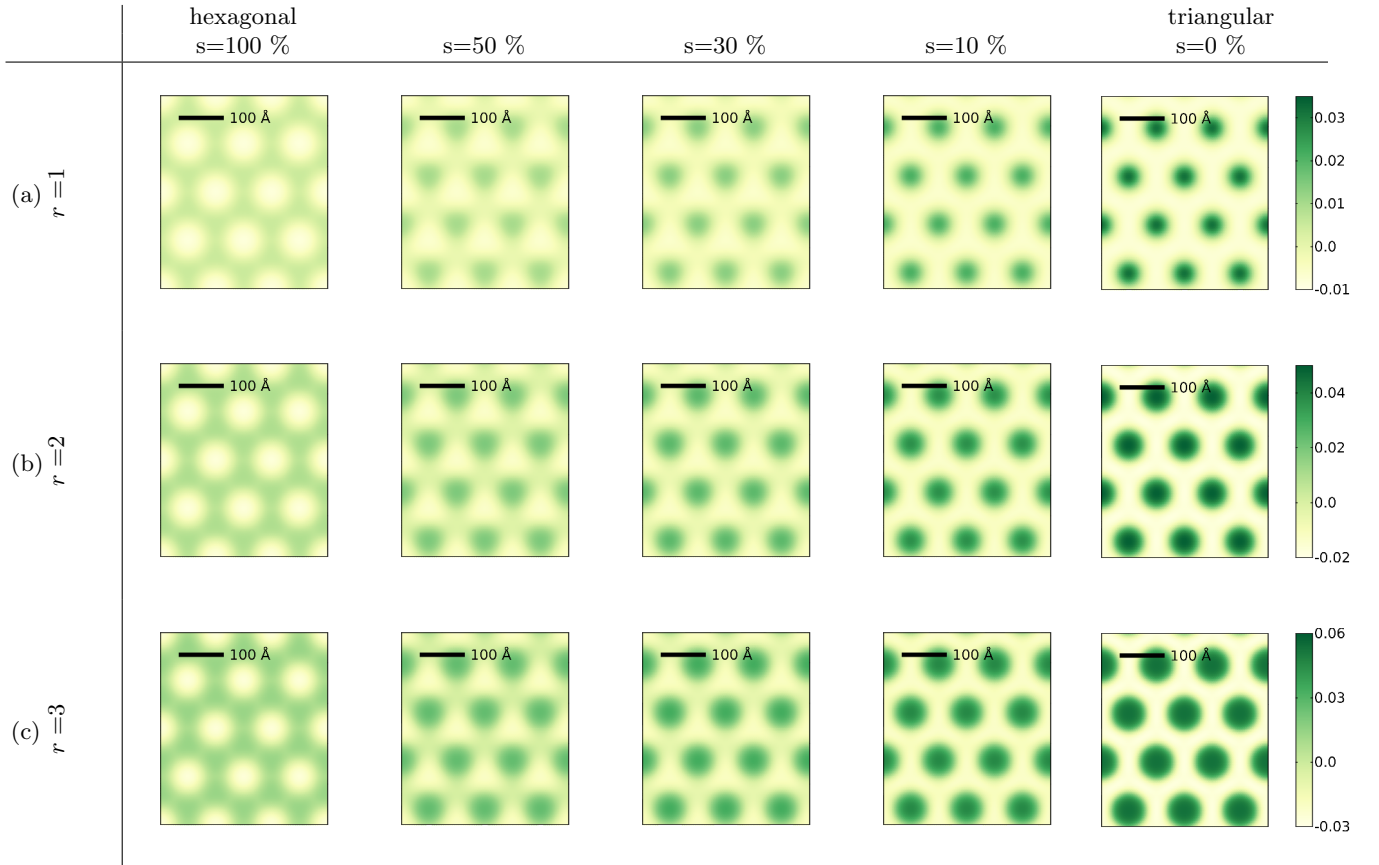 hexagonal
triangular
s=100 %
s=50 %
s=30 %
s=10 %
s=0 %
(a)
r =1
100 Å
100 Å
100 Å
100 Å
100 Å
0.03
0.02
0.01
0.0
-0.01
(b)
r =2
100 Å
100 Å
100 Å
100 Å
100 Å
0.04
0.02
0.0
-0.02
(c)
r =3
100 Å
100 Å
100 Å
100 Å
100 Å
0.06
0.03
0.0
-0.03